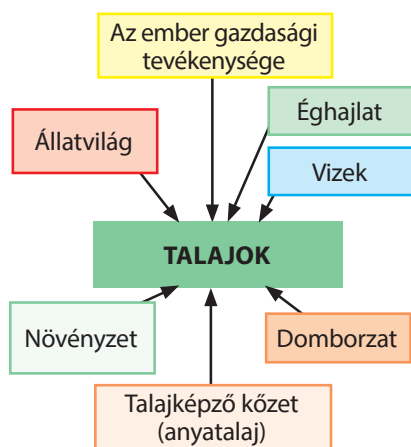 Az ember gazdasági
tevékenysége
Éghajlat
Állatvilág
Vizek
TALAJOK
Növényzet
Domborzat
Talajképző kőzet
(anyatalaj)